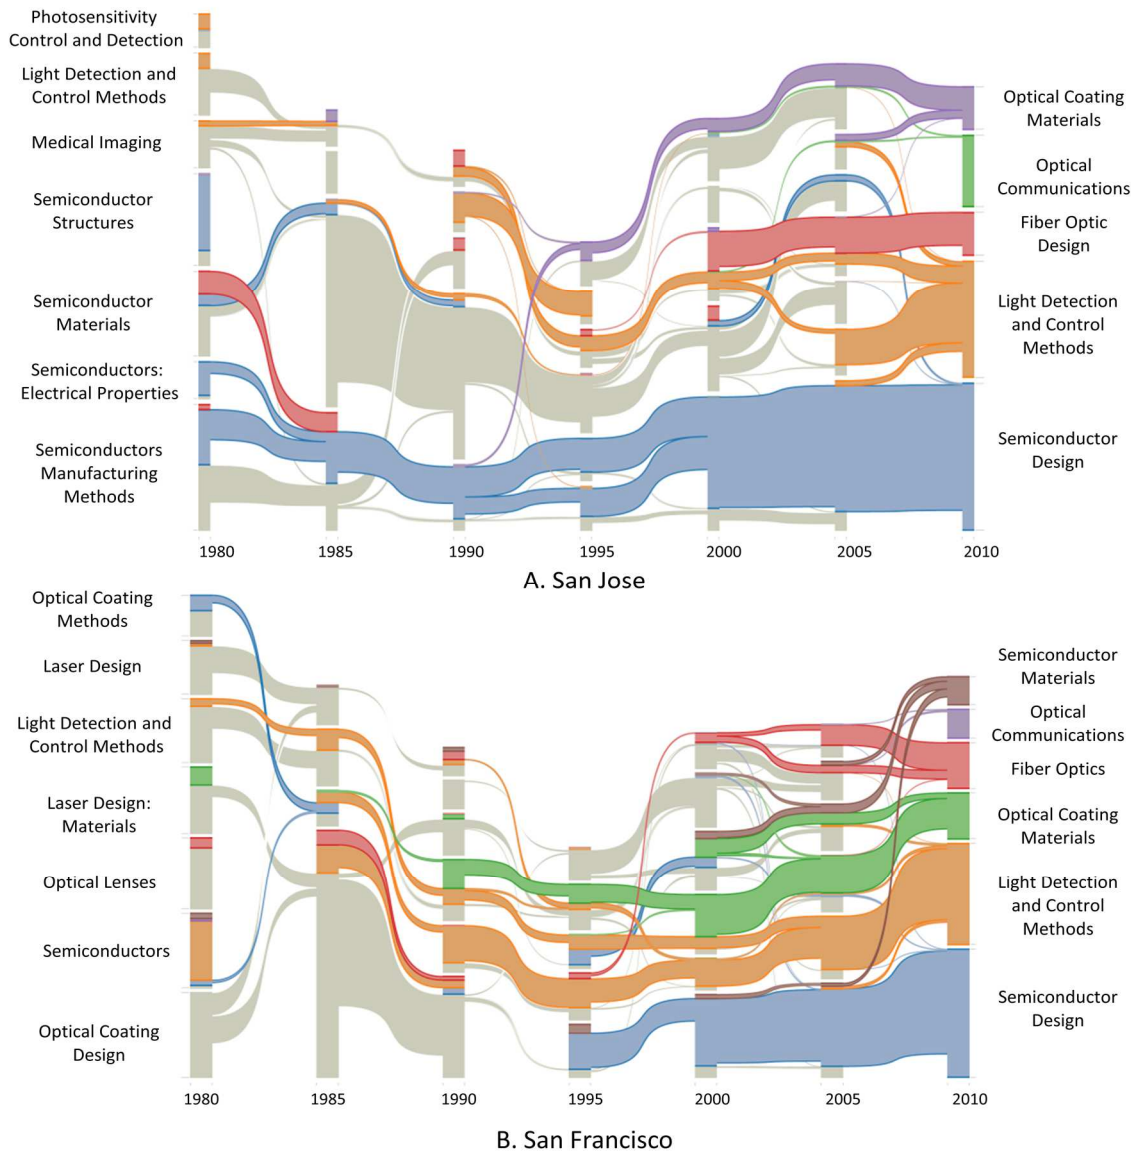 Photosensitivity
Control and Detection
Light Detection and
Control Methods
Medical Imaging
Semiconductor
Structures
Semiconductor
Materials
Semiconductors:
Electrical Properties
Semiconductors
Manufacturing
Methods
Optical Coating
Materials
Optical
Communications
Fiber Optic
Design
Light Detection
and Control
Methods
Semiconductor
Design
1980 1985 1990 1995 2000 2005 2010
A. San Jose
Optical Coating
Methods
Laser Design
Light Detection and
Control Methods
Laser Design:
Materials
Optical Lenses
Semiconductors
Optical Coating
Design
Semiconductor
Materials
Optical
Communications
Fiber Optics
Optical Coating
Materials
Light Detection
and Control
Methods
Semiconductor
Design
1980 1985 1990 1995 2000 2005 2010
B. San Francisco